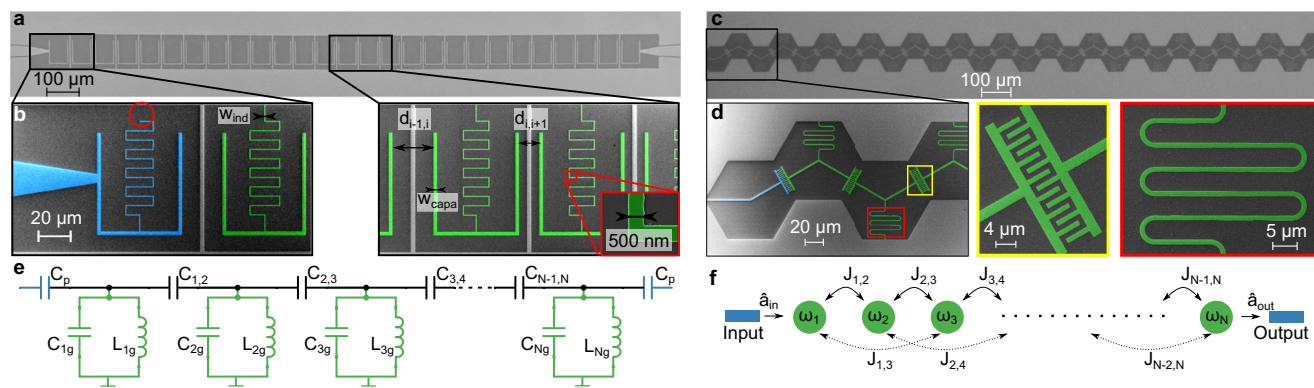 a
100 µm
b
w_ind
20 µm
d_i-1,i
d_i,i+1
w_capa
500 nm
c
100 µm
d
20 µm
4 µm
5 µm
e
C_p
C_1,2
C_2,3
C_3,4
C_N-1,N
C_p
C_1g
L_1g
C_2g
L_2g
C_3g
L_3g
C_Ng
L_Ng
f
J_1,2
J_2,3
J_3,4
J_N-1,N
â_in
ω_1
ω_2
ω_3
ω_N
â_out
Input
Output
J_1,3
J_2,4
J_N-2,N